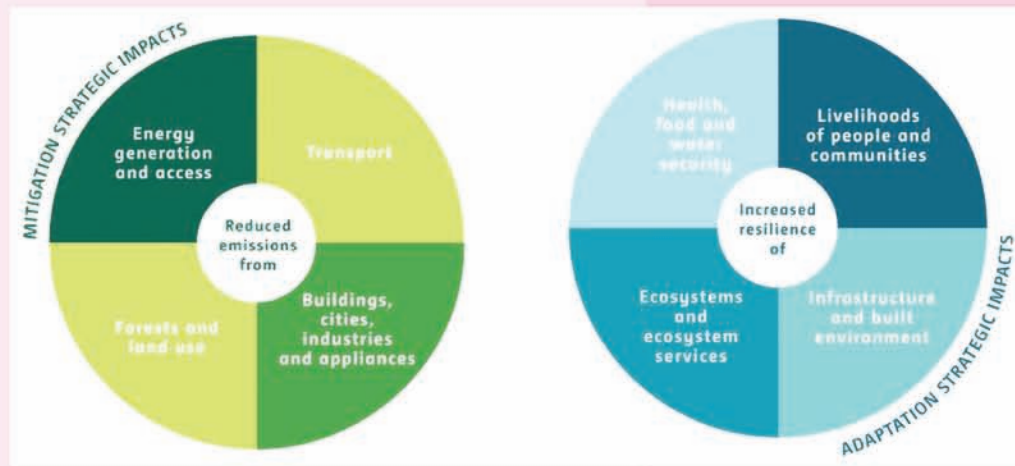 MITIGATION STRATEGIC IMPACTS
Energy
generation
and access
Transport
Reduced
emissions
from
Forests and
land use
Buildings,
cities,
industries
and appliances
Health,
food and
water
security
Livelihoods
of people and
communities
Increased
resilience
of
Ecosystems
and
ecosystem
services
Infrastructure
and built
environment
ADAPTATION STRATEGIC IMPACTS